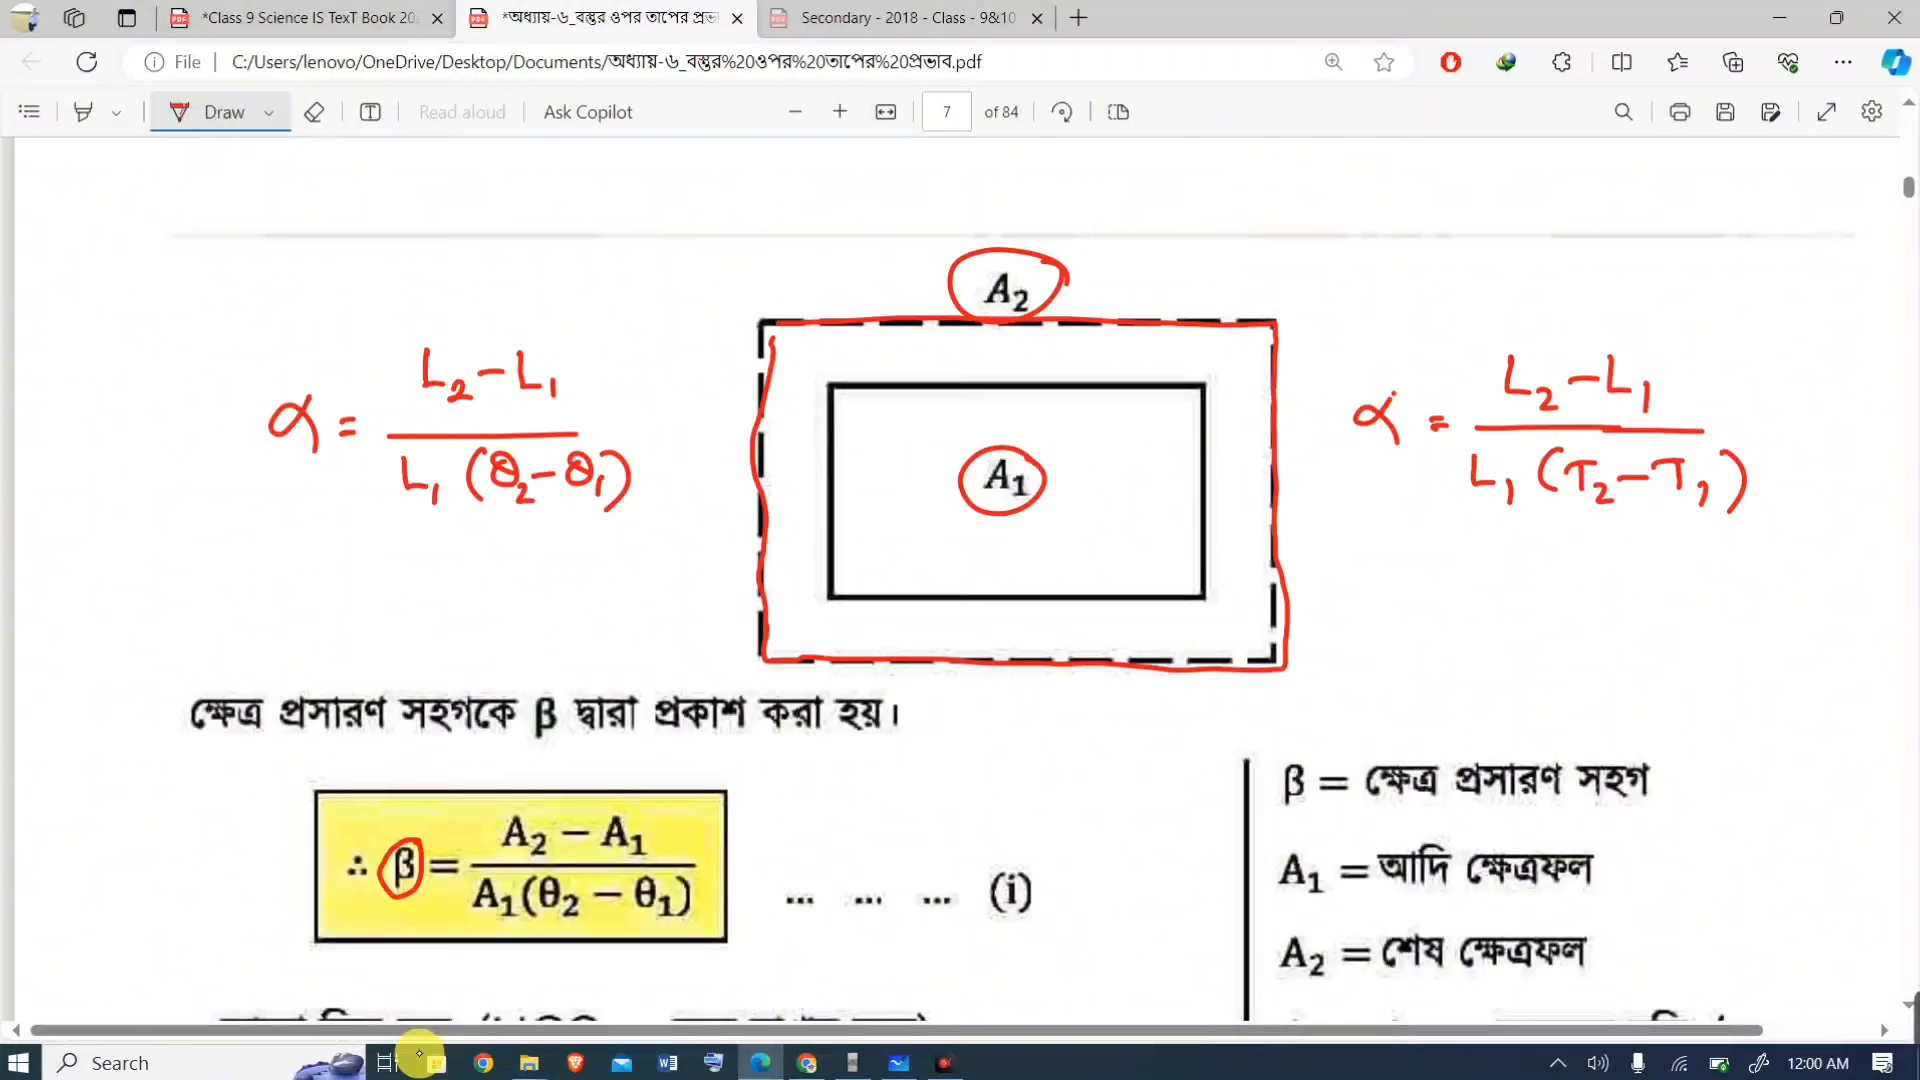 *Class 9 Science IS TexT Book 202
*অধ্যায়-৬_বস্তুর ওপর তাপের প্রভা
Secondary - 2018 - Class - 9&10
File
C:/Users/lenovo/OneDrive/Desktop/Documents/অধ্যায়-৬_বস্তুর%20ওপর%20তাপের%20প্রভাব.pdf
Draw
Read aloud
Ask Copilot
7 of 84
A₂
α = L₂-L₁ / L₁(θ₂-θ₁)
A₁
α = L₂-L₁ / L₁(T₂-T₁)
ক্ষেত্র প্রসারণ সহগকে β দ্বারা প্রকাশ করা হয়।
∴ β = A₂ − A₁ / A₁(θ₂ − θ₁) ... ... ... (i)
β = ক্ষেত্র প্রসারণ সহগ
A₁ = আদি ক্ষেত্রফল
A₂ = শেষ ক্ষেত্রফল
Search
12:00 AM